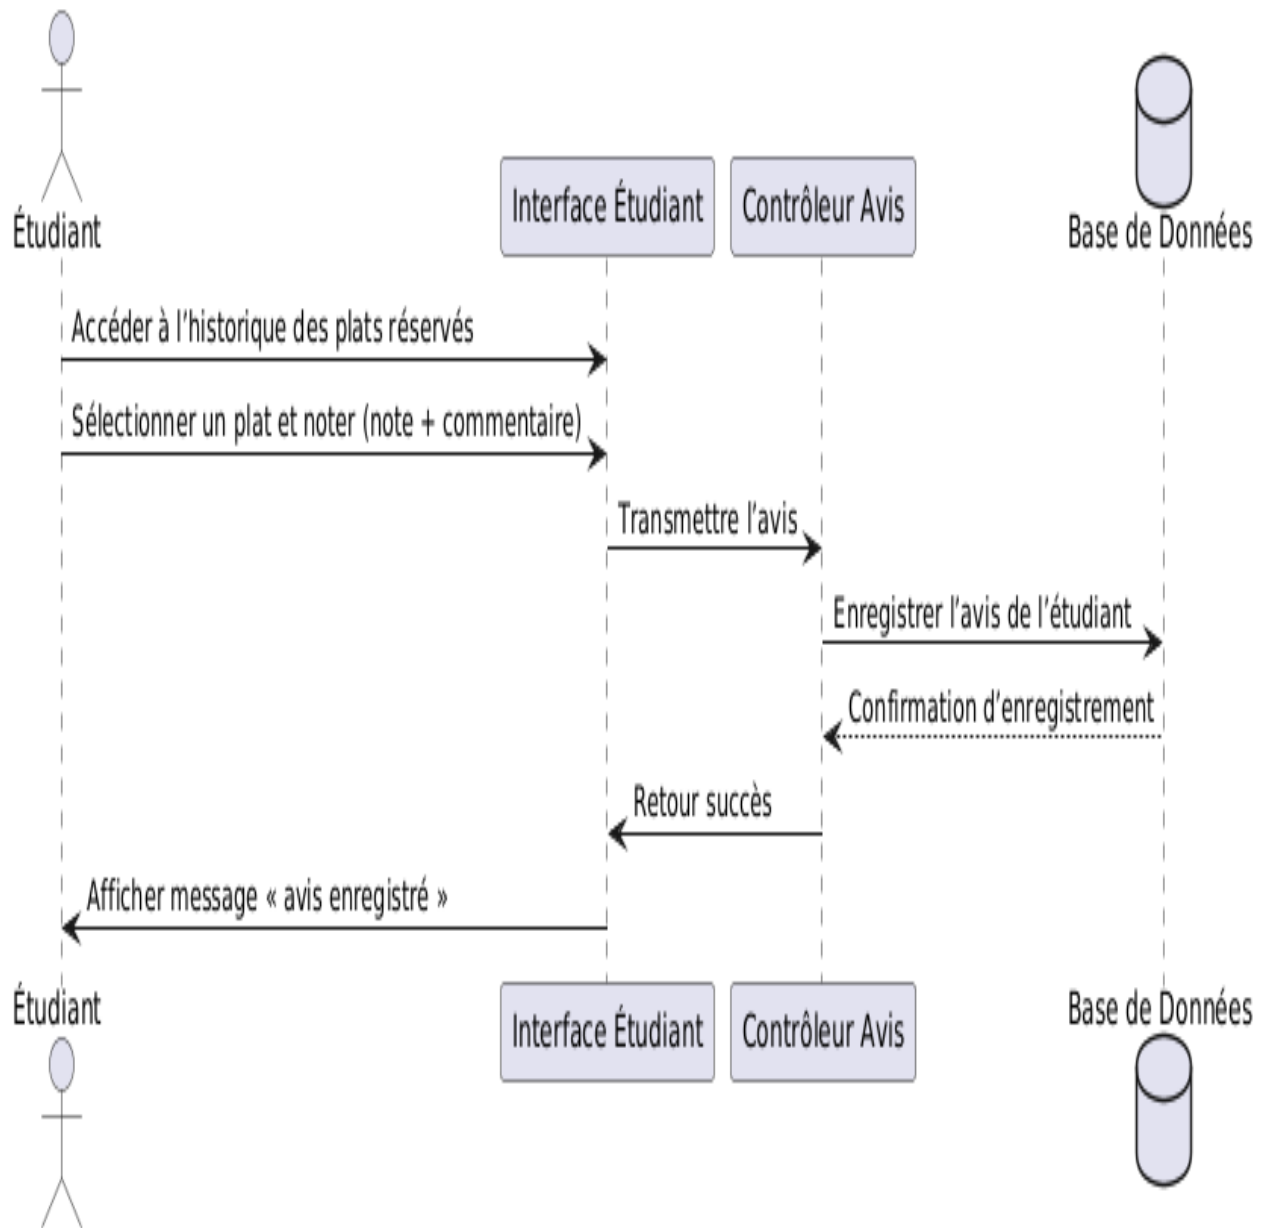 Étudiant
Interface Étudiant
Contrôleur Avis
Base de Données
Accéder à l’historique des plats réservés
Sélectionner un plat et noter (note + commentaire)
Transmettre l’avis
Enregistrer l’avis de l’étudiant
Confirmation d’enregistrement
Retour succès
Afficher message « avis enregistré »
Étudiant
Interface Étudiant
Contrôleur Avis
Base de Données